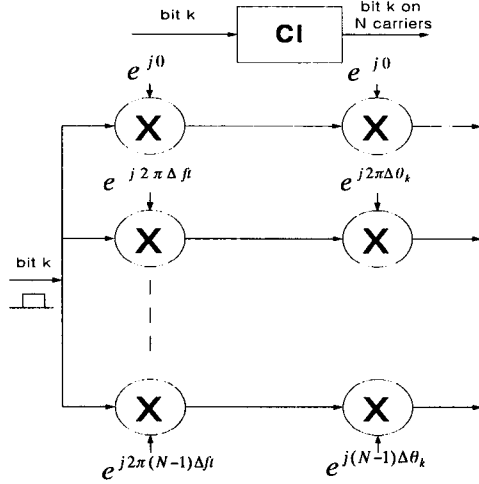 bit k
CI
bit k on
N carriers
e^{j0} e^{j0}
X X
e^{j2πΔft} e^{j2πΔθ_k}
X X
bit k
X X
e^{j2π(N-1)Δft} e^{j(N-1)Δθ_k}